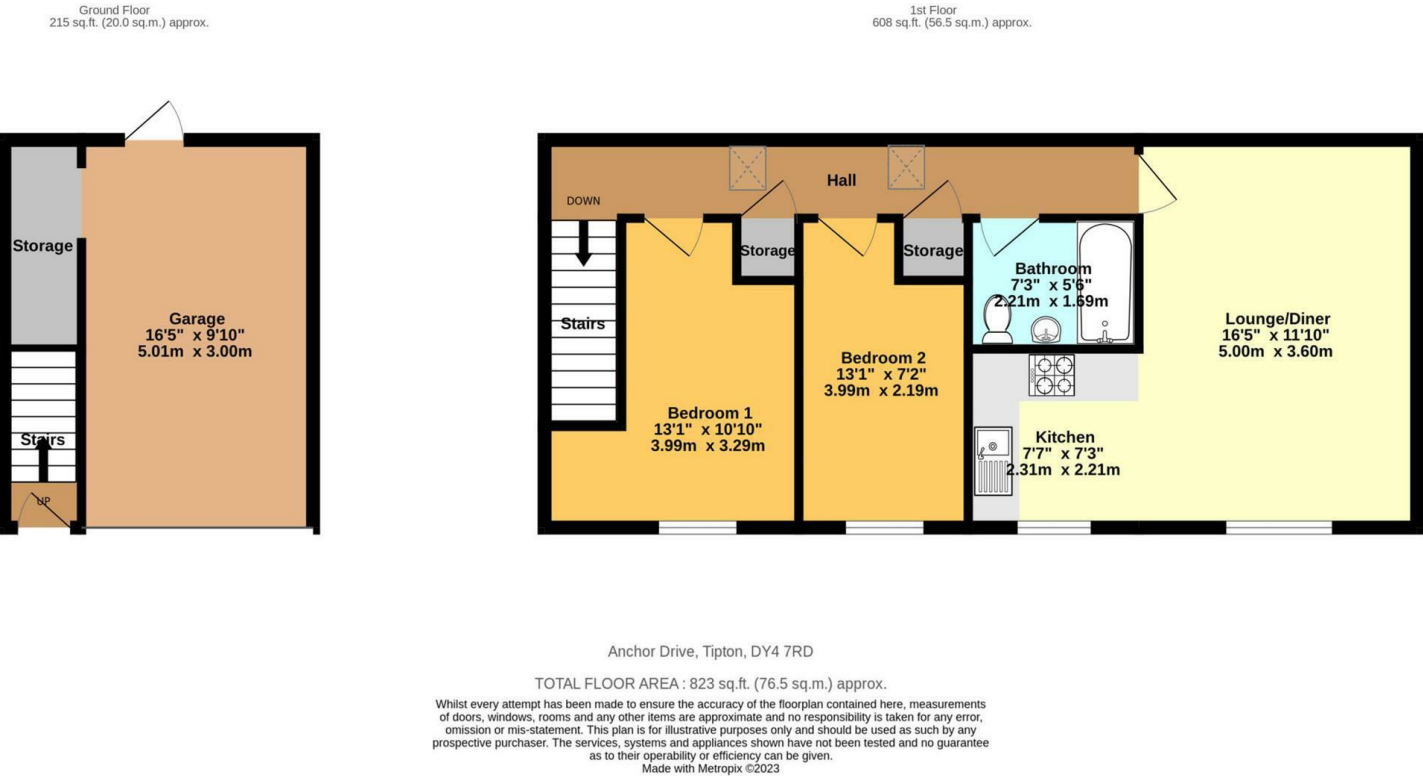 Ground Floor
215 sq.ft. (20.0 sq.m.) approx.
1st Floor
608 sq.ft. (56.5 sq.m.) approx.
Storage
Garage
16'5" x 9'10"
5.01m x 3.00m
Stairs
UP
Hall
DOWN
Stairs
Storage
Storage
Bathroom
7'3" x 5'6"
2.21m x 1.69m
Lounge/Diner
16'5" x 11'10"
5.00m x 3.60m
Bedroom 2
13'1" x 7'2"
3.99m x 2.19m
Bedroom 1
13'1" x 10'10"
3.99m x 3.29m
Kitchen
7'7" x 7'3"
2.31m x 2.21m
Anchor Drive, Tipton, DY4 7RD
TOTAL FLOOR AREA : 823 sq.ft. (76.5 sq.m.) approx.
Whilst every attempt has been made to ensure the accuracy of the floorplan contained here, measurements
of doors, windows, rooms and any other items are approximate and no responsibility is taken for any error,
omission or mis-statement. This plan is for illustrative purposes only and should be used as such by any
prospective purchaser. The services, systems and appliances shown have not been tested and no guarantee
as to their operability or efficiency can be given.
Made with Metropix ©2023